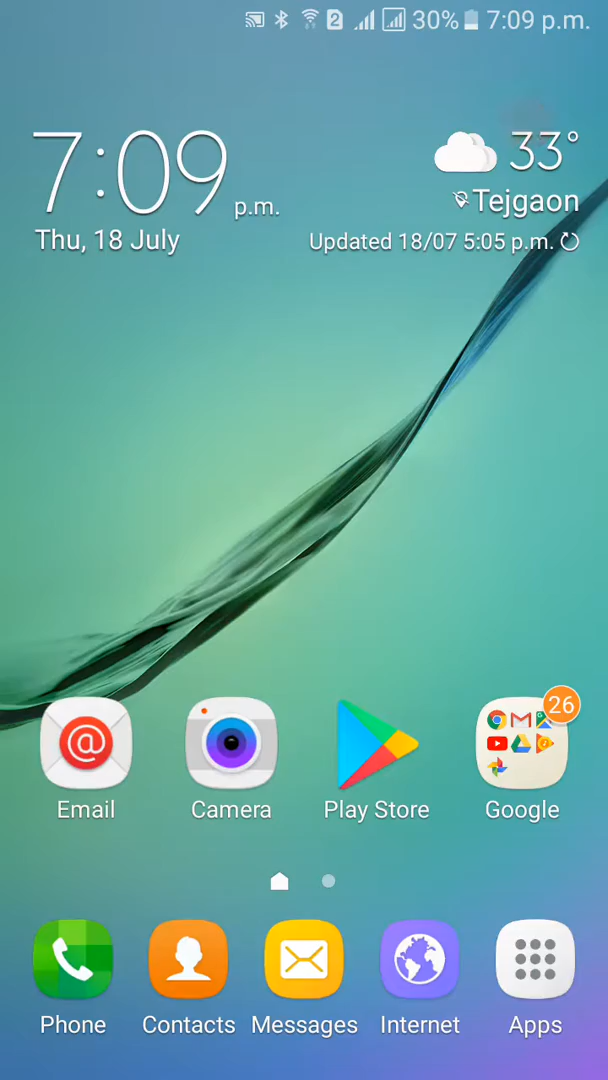 2 30% 7:09 p.m.
7:09 p.m.
Thu, 18 July
33°
Tejgaon
Updated 18/07 5:05 p.m.
26
Email Camera Play Store Google
Phone Contacts Messages Internet Apps